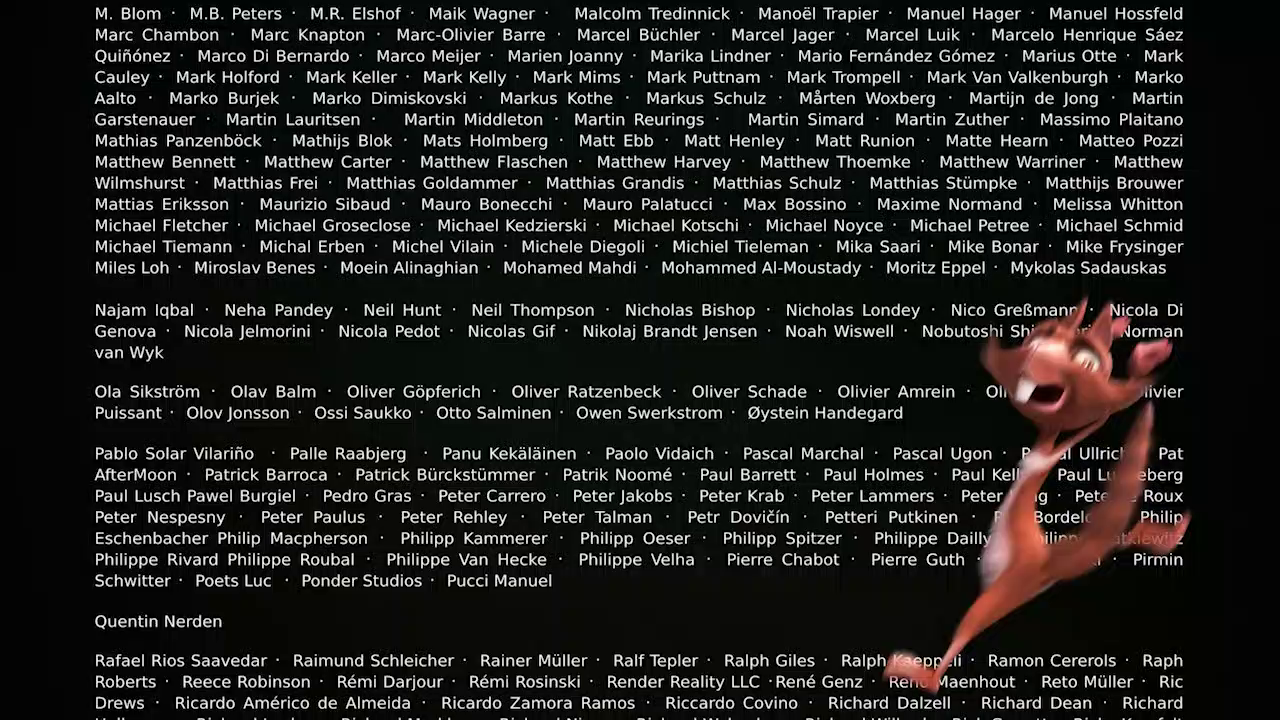 M. Blom · M.B. Peters · M.R. Elshof · Maik Wagner · Malcolm Tredinnick · Manoël Trapier · Manuel Hager · Manuel Hossfeld
Marc Chambon · Marc Knapton · Marc-Olivier Barre · Marcel Büchler · Marcel Jager · Marcel Luik · Marcelo Henrique Sáez
Quiñónez · Marco Di Bernardo · Marco Meijer · Marien Joanny · Marika Lindner · Mario Fernández Gómez · Marius Otte · Mark
Cauley · Mark Holford · Mark Keller · Mark Kelly · Mark Mims · Mark Puttnam · Mark Trompell · Mark Van Valkenburgh · Marko
Aalto · Marko Burjek · Marko Dimiskovski · Markus Kothe · Markus Schulz · Mårten Woxberg · Martijn de Jong · Martin
Garstenauer · Martin Lauritsen · Martin Middleton · Martin Reurings · Martin Simard · Martin Zuther · Massimo Plaitano
Mathias Panzenböck · Mathijs Blok · Mats Holmberg · Matt Ebb · Matt Henley · Matt Runion · Matte Hearn · Matteo Pozzi
Matthew Bennett · Matthew Carter · Matthew Flaschen · Matthew Harvey · Matthew Thoemke · Matthew Warriner · Matthew
Wilmshurst · Matthias Frei · Matthias Goldammer · Matthias Grandis · Matthias Schulz · Matthias Stümpke · Matthijs Brouwer
Mattias Eriksson · Maurizio Sibaud · Mauro Bonecchi · Mauro Palatucci · Max Bossino · Maxime Normand · Melissa Whitton
Michael Fletcher · Michael Groseclose · Michael Kedzierski · Michael Kotschi · Michael Noyce · Michael Petree · Michael Schmid
Michael Tiemann · Michal Erben · Michel Vilain · Michele Diegoli · Michiel Tieleman · Mika Saari · Mike Bonar · Mike Frysinger
Miles Loh · Miroslav Benes · Moein Alinaghian · Mohamed Mahdi · Mohammed Al-Moustady · Moritz Eppel · Mykolas Sadauskas
Najam Iqbal · Neha Pandey · Neil Hunt · Neil Thompson · Nicholas Bishop · Nicholas Londey · Nico Greßmann · Nicola Di
Genova · Nicola Jelmorini · Nicola Pedot · Nicolas Gif · Nikolaj Brandt Jensen · Noah Wiswell · Nobutoshi Norman
van Wyk
Ola Sikström · Olav Balm · Oliver Göpferich · Oliver Ratzenbeck · Oliver Schade · Olivier Amrein ·
Puissant · Olov Jonsson · Ossi Saukko · Otto Salminen · Owen Swerkstrom · Øystein Handegard
Pablo Solar Vilariño · Palle Raabjerg · Panu Kekäläinen · Paolo Vidaich · Pascal Marchal · Pascal Ugon · Pat
AfterMoon · Patrick Barroca · Patrick Bürckstümmer · Patrik Noomé · Paul Barrett · Paul Holmes · Paul · Paul
Paul Lusch Pawel Burgiel · Pedro Gras · Peter Carrero · Peter Jakobs · Peter Krab · Peter Lammers · Peter · Roux
Peter Nespesny · Peter Paulus · Peter Rehley · Peter Talman · Petr Dovičín · Petteri Putkinen · Philip
Eschenbacher Philip Macpherson · Philipp Kammerer · Philipp Oeser · Philipp Spitzer · Philippe Dailly
Philippe Rivard Philippe Roubal · Philippe Van Hecke · Philippe Velha · Pierre Chabot · Pierre Guth · Pirmin
Schwitter · Poets Luc · Ponder Studios · Pucci Manuel
Quentin Nerden
Rafael Rios Saavedar · Raimund Schleicher · Rainer Müller · Ralf Tepler · Ralph Giles · Ralph Kaeppeli · Ramon Cererols · Raph
Roberts · Reece Robinson · Rémi Darjour · Rémi Rosinski · Render Reality LLC · René Genz · René Maenhout · Reto Müller · Ric
Drews · Ricardo Américo de Almeida · Ricardo Zamora Ramos · Riccardo Covino · Richard Dalzell · Richard Dean · Richard